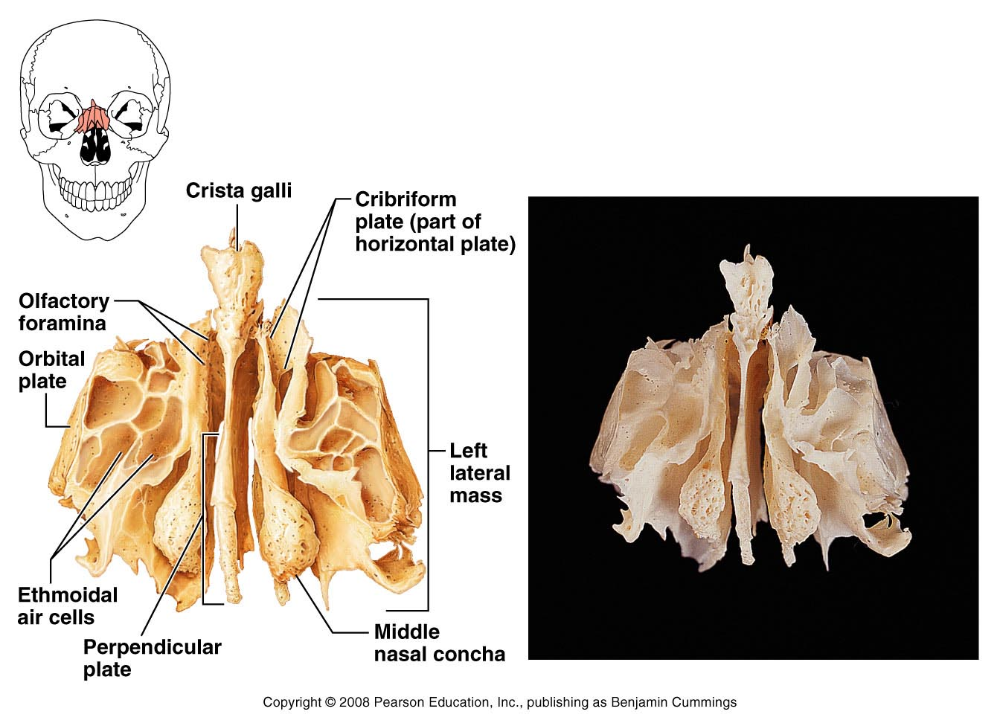 Crista galli
Cribriform
plate (part of
horizontal plate)
Olfactory
foramina
Orbital
plate
Left
lateral
mass
Ethmoidal
air cells
Perpendicular
plate
Middle
nasal concha
Copyright © 2008 Pearson Education, Inc., publishing as Benjamin Cummings